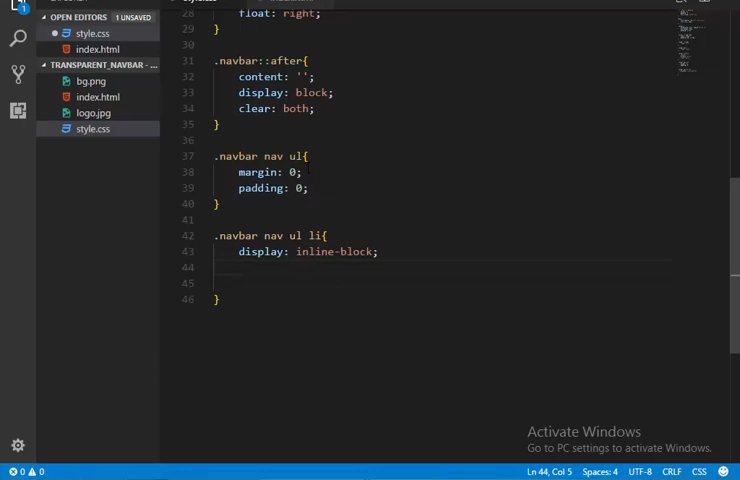 1
OPEN EDITORS 1 UNSAVED
style.css
index.html
TRANSPARENT_NAVBAR - ...
bg.png
index.html
logo.jpg
style.css
28 float: right;
29 }
30
31 .navbar::after{
32 content: '';
33 display: block;
34 clear: both;
35 }
36
37 .navbar nav ul{
38 margin: 0;
39 padding: 0;
40 }
41
42 .navbar nav ul li{
43 display: inline-block;
44
45
46 }
Activate Windows
Go to PC settings to activate Windows.
0 0 Ln 44, Col 5 Spaces: 4 UTF-8 CRLF CSS